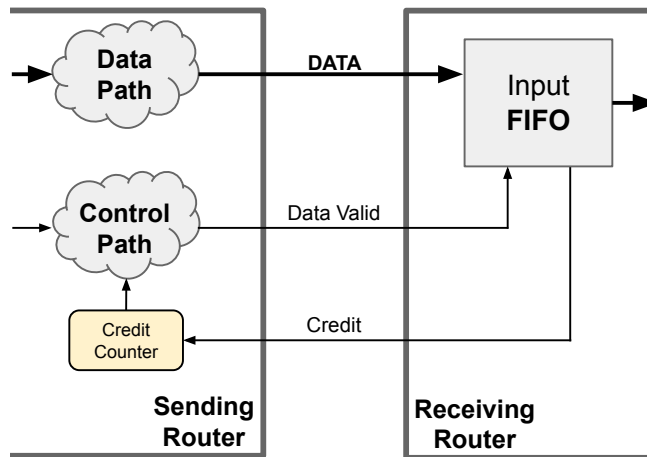 Data
Path
DATA
Input
FIFO
Control
Path
Data Valid
Credit
Counter
Credit
Sending
Router
Receiving
Router